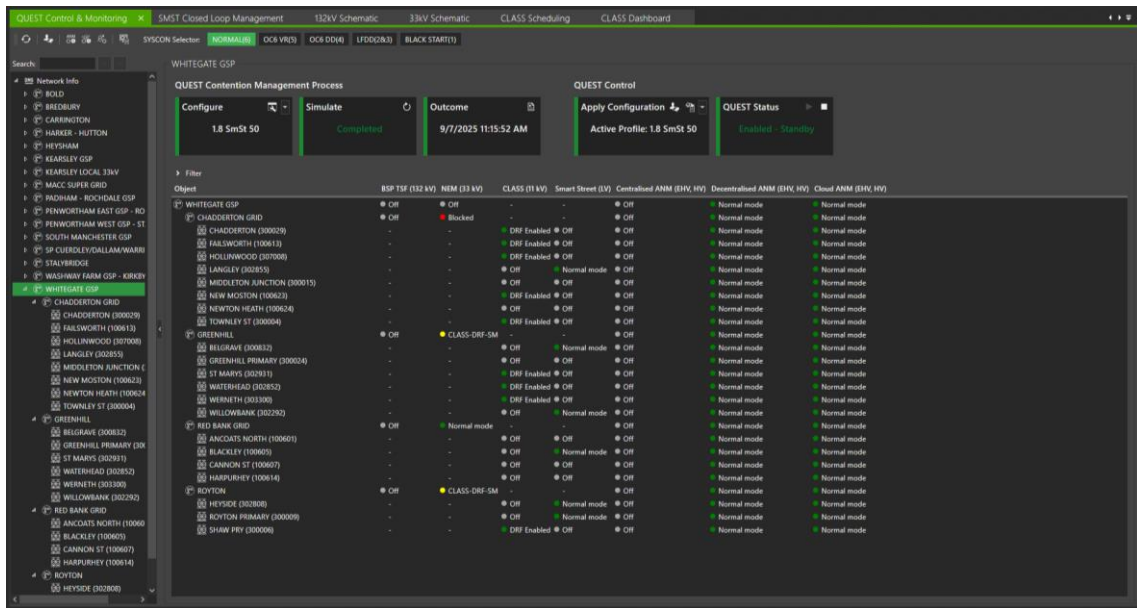 QUEST Control & Monitoring × SMST Closed Loop Management 132kV Schematic 33kV Schematic CLASS Scheduling CLASS Dashboard
SYSCON Selector: NORMAL(6) OC6 VR(5) OC6 DD(4) LFDD(2&3) BLACK START(1)
Search:
Network Info
BOLD
BREDBURY
CARRINGTON
HARKER - HUTTON
HEYSHAM
KEARSLEY GSP
KEARSLEY LOCAL 33kV
MACC SUPER GRID
PADIHAM - ROCHDALE GSP
PENWORTHAM EAST GSP - RO
PENWORTHAM WEST GSP - ST
SOUTH MANCHESTER GSP
SP CUERDLEY/DALLAM/WARRI
STALYBRIDGE
WASHWAY FARM GSP - KIRKBY
WHITEGATE GSP
CHADDERTON GRID
CHADDERTON (300029)
FAILSWORTH (100613)
HOLLINWOOD (307008)
LANGLEY (302855)
MIDDLETON JUNCTION (
NEW MOSTON (100623)
NEWTON HEATH (100624
TOWNLEY ST (300004)
GREENHILL
BELGRAVE (300832)
GREENHILL PRIMARY (300
ST MARYS (302931)
WATERHEAD (302852)
WERNETH (303300)
WILLOWBANK (302292)
RED BANK GRID
ANCOATS NORTH (10060
BLACKLEY (100605)
CANNON ST (100607)
HARPURHEY (100614)
ROYTON
HEYSIDE (302808)
WHITEGATE GSP
QUEST Contention Management Process QUEST Control
Configure Simulate Outcome Apply Configuration QUEST Status
1.8 SmSt 50 Completed 9/7/2025 11:15:52 AM Active Profile: 1.8 SmSt 50 Enabled - Standby
Filter
Object BSP TSF (132 kV) NEM (33 kV) CLASS (11 kV) Smart Street (LV) Centralised ANM (EHV, HV) Decentralised ANM (EHV, HV) Cloud ANM (EHV, HV)
WHITEGATE GSP Off Off - - Off Normal mode Normal mode
CHADDERTON GRID Off Blocked - - Off Normal mode Normal mode
CHADDERTON (300029) - - DRF Enabled Off Off Normal mode Normal mode
FAILSWORTH (100613) - - DRF Enabled Off Off Normal mode Normal mode
HOLLINWOOD (307008) - - DRF Enabled Off Off Normal mode Normal mode
LANGLEY (302855) - - Off Normal mode Off Normal mode Normal mode
MIDDLETON JUNCTION (300015) - - Off Off Off Normal mode Normal mode
NEW MOSTON (100623) - - DRF Enabled Off Off Normal mode Normal mode
NEWTON HEATH (100624) - - Off Off Off Normal mode Normal mode
TOWNLEY ST (300004) - - DRF Enabled Off Off Normal mode Normal mode
GREENHILL Off CLASS-DRF-SM - - Off Normal mode Normal mode
BELGRAVE (300832) - - Off Normal mode Off Normal mode Normal mode
GREENHILL PRIMARY (300024) - - Off Off Off Normal mode Normal mode
ST MARYS (302931) - - DRF Enabled Off Off Normal mode Normal mode
WATERHEAD (302852) - - DRF Enabled Off Off Normal mode Normal mode
WERNETH (303300) - - DRF Enabled Off Off Normal mode Normal mode
WILLOWBANK (302292) - - Off Normal mode Off Normal mode Normal mode
RED BANK GRID Off Normal mode - - Off Normal mode Normal mode
ANCOATS NORTH (100601) - - Off Off Off Normal mode Normal mode
BLACKLEY (100605) - - Off Normal mode Off Normal mode Normal mode
CANNON ST (100607) - - Off Off Off Normal mode Normal mode
HARPURHEY (100614) - - Off Off Off Normal mode Normal mode
ROYTON Off CLASS-DRF-SM - - Off Normal mode Normal mode
HEYSIDE (302808) - - Off Normal mode Off Normal mode Normal mode
ROYTON PRIMARY (300009) - - Off Normal mode Off Normal mode Normal mode
SHAW PRY (300006) - - DRF Enabled Off Off Normal mode Normal mode